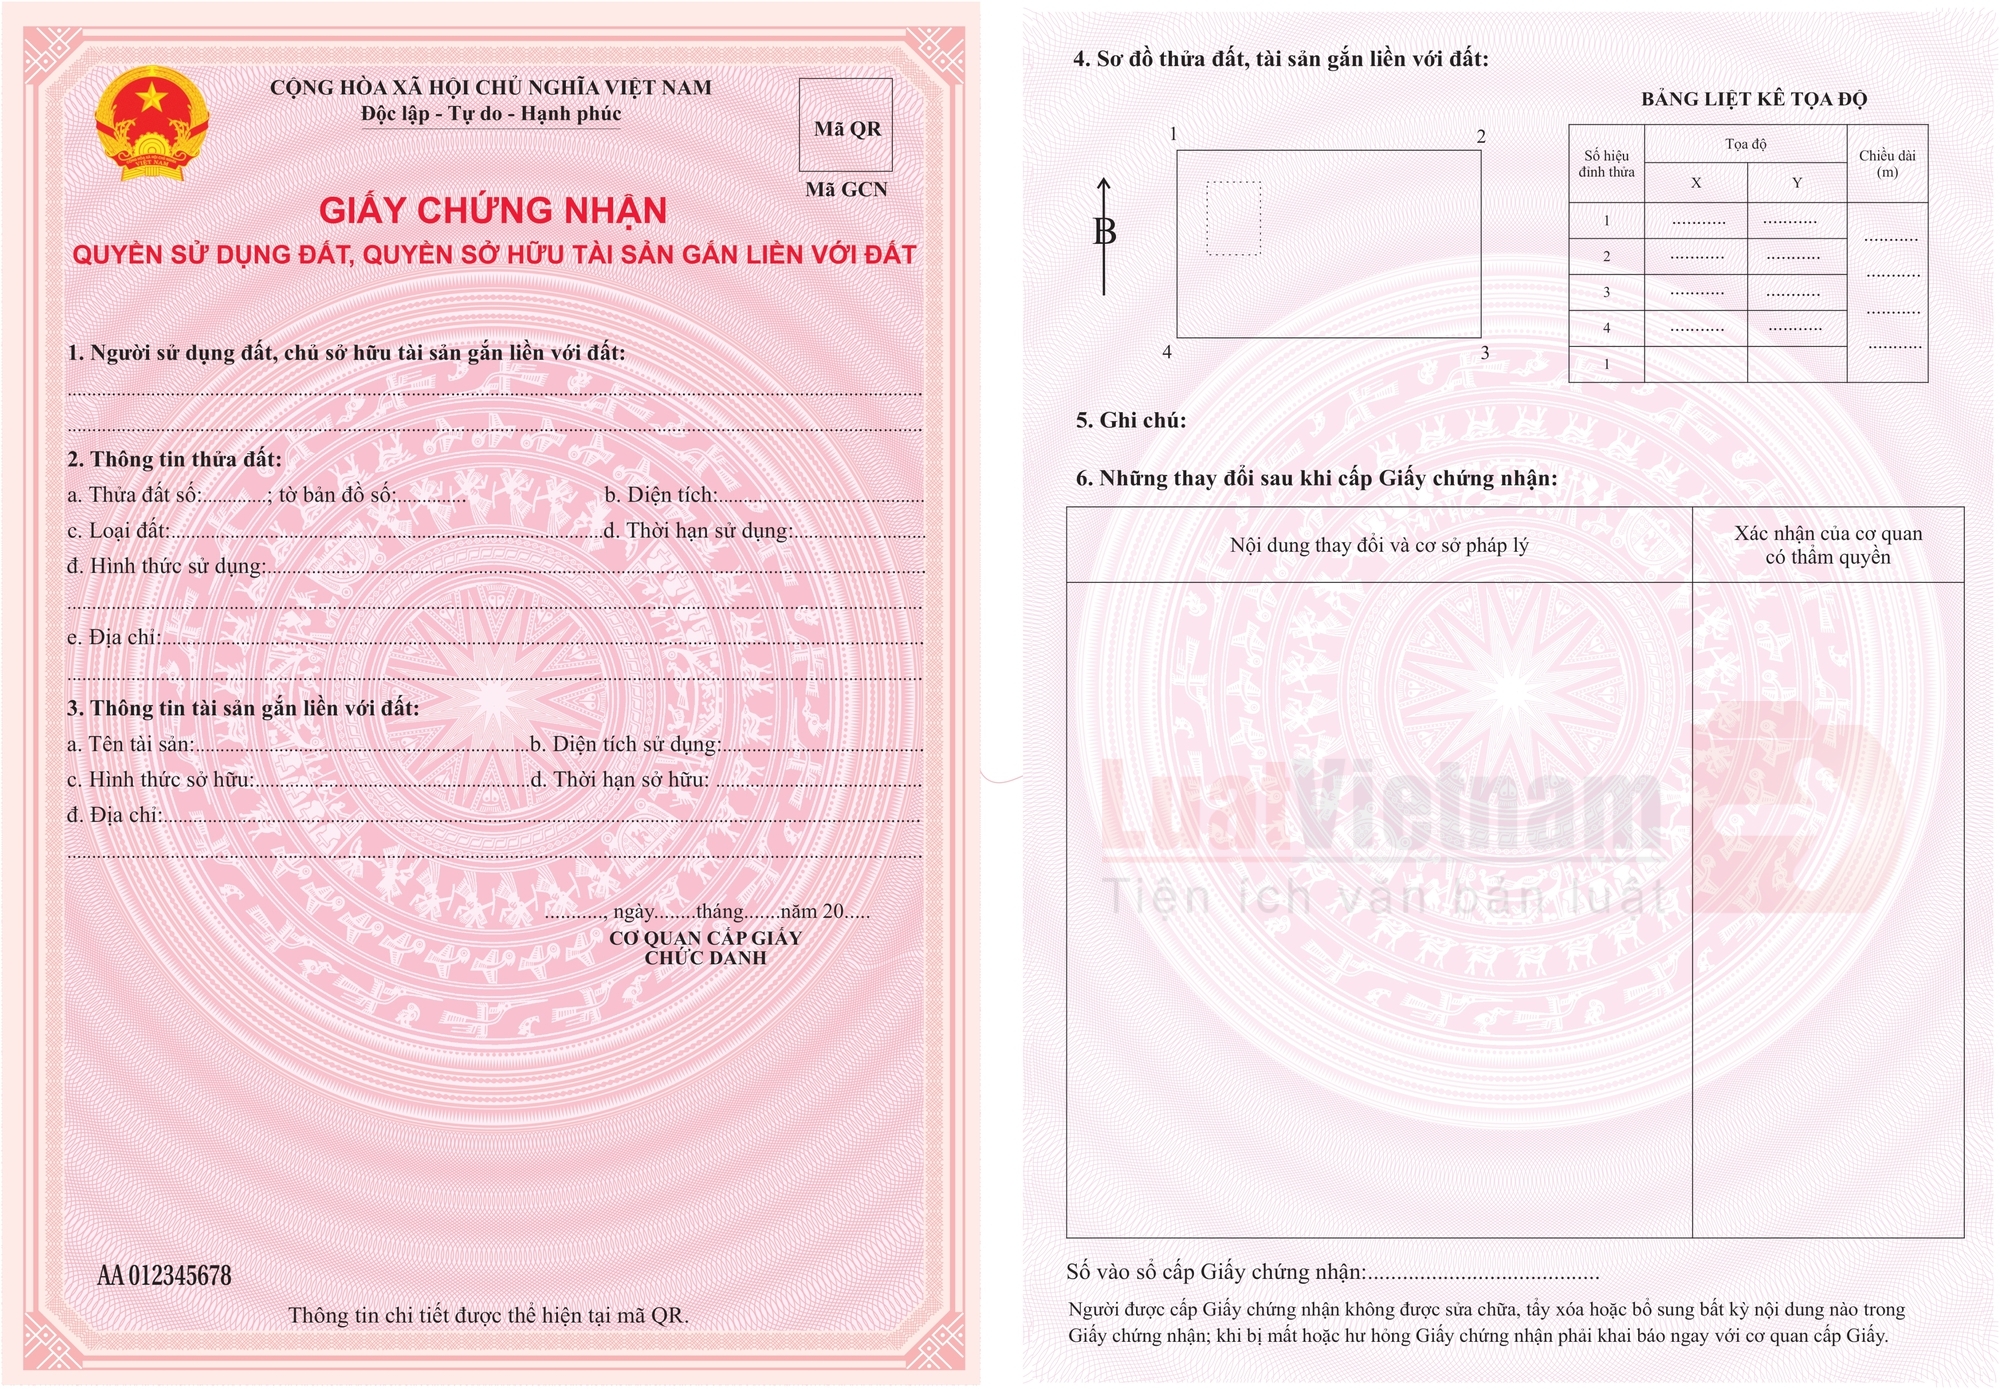 CỘNG HÒA XÃ HỘI CHỦ NGHĨA VIỆT NAM
Độc lập - Tự do - Hạnh phúc
Mã QR
Mã GCN
GIẤY CHỨNG NHẬN
QUYỀN SỬ DỤNG ĐẤT, QUYỀN SỞ HỮU TÀI SẢN GẮN LIỀN VỚI ĐẤT
1. Người sử dụng đất, chủ sở hữu tài sản gắn liền với đất:
2. Thông tin thửa đất:
a. Thửa đất số:............; tờ bản đồ số:............ b. Diện tích:............
c. Loại đất:............d. Thời hạn sử dụng:............
đ. Hình thức sử dụng:............
e. Địa chỉ:............
3. Thông tin tài sản gắn liền với đất:
a. Tên tài sản:............b. Diện tích sử dụng:............
c. Hình thức sở hữu:............d. Thời hạn sở hữu: ............
đ. Địa chỉ:............
..........., ngày........tháng.......năm 20.....
CƠ QUAN CẤP GIẤY
CHỨC DANH
AA 012345678
Thông tin chi tiết được thể hiện tại mã QR.
4. Sơ đồ thửa đất, tài sản gắn liền với đất:
1 2
B
4 3
BẢNG LIỆT KÊ TỌA ĐỘ
Số hiệu đỉnh thửa Tọa độ Chiều dài (m)
X Y
1 ........... ...........
...........
2 ........... ...........
...........
3 ........... ...........
...........
4 ........... ...........
...........
1
5. Ghi chú:
6. Những thay đổi sau khi cấp Giấy chứng nhận:
Nội dung thay đổi và cơ sở pháp lý
Xác nhận của cơ quan
có thẩm quyền
LuatVietnam
Tiện ích văn bản luật
Số vào sổ cấp Giấy chứng nhận:........................................
Người được cấp Giấy chứng nhận không được sửa chữa, tẩy xóa hoặc bổ sung bất kỳ nội dung nào trong
Giấy chứng nhận; khi bị mất hoặc hư hỏng Giấy chứng nhận phải khai báo ngay với cơ quan cấp Giấy.